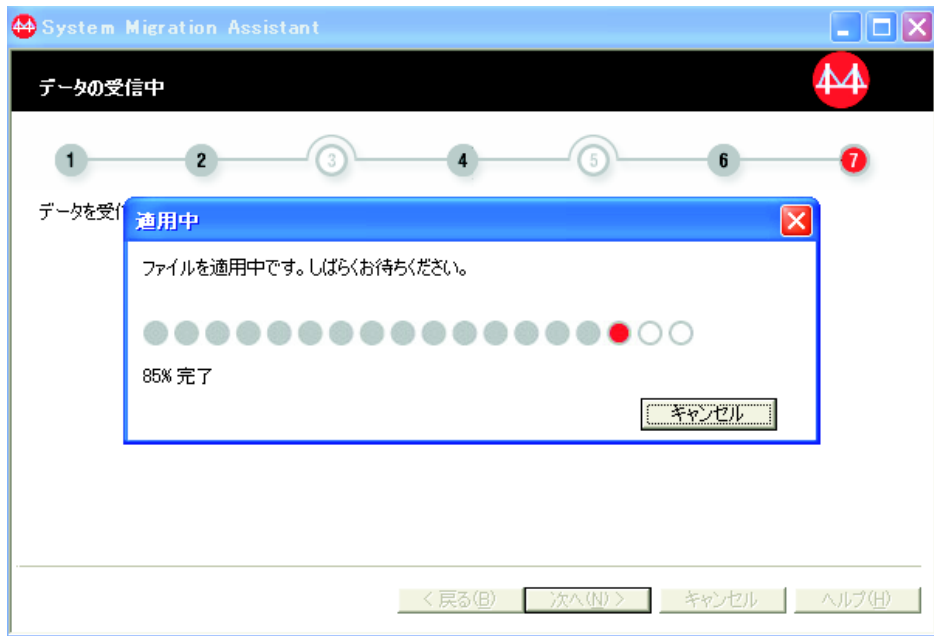 System Migration Assistant
データの受信中
1 2 3 4 5 6 7
データを受
適用中
ファイルを適用中です。しばらくお待ちください。
85% 完了
キャンセル
< 戻る(B) 次へ(N) > キャンセル ヘルプ(H)